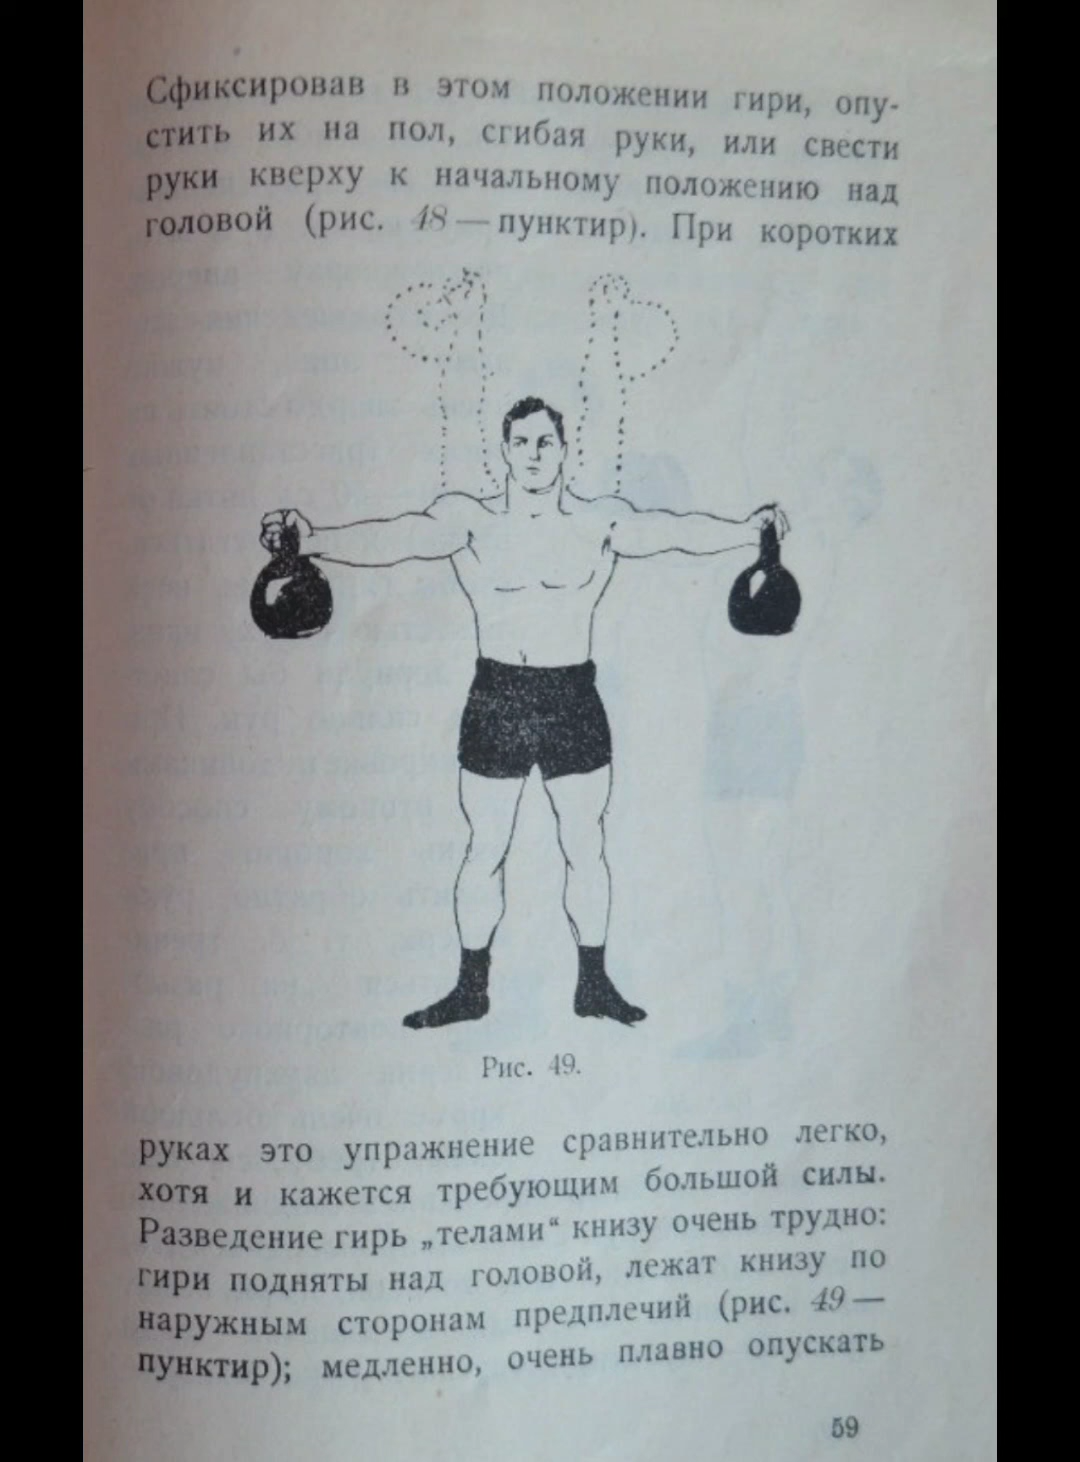 Сфиксировав в этом положении гири, опу-
стить их на пол, сгибая руки, или свести
руки кверху к начальному положению над
головой (рис. 48 — пунктир). При коротких
Рис. 49.
руках это упражнение сравнительно легко,
хотя и кажется требующим большой силы.
Разведение гирь „телами“ книзу очень трудно:
гири подняты над головой, лежат книзу по
наружным сторонам предплечий (рис. 49 —
пунктир); медленно, очень плавно опускать
59